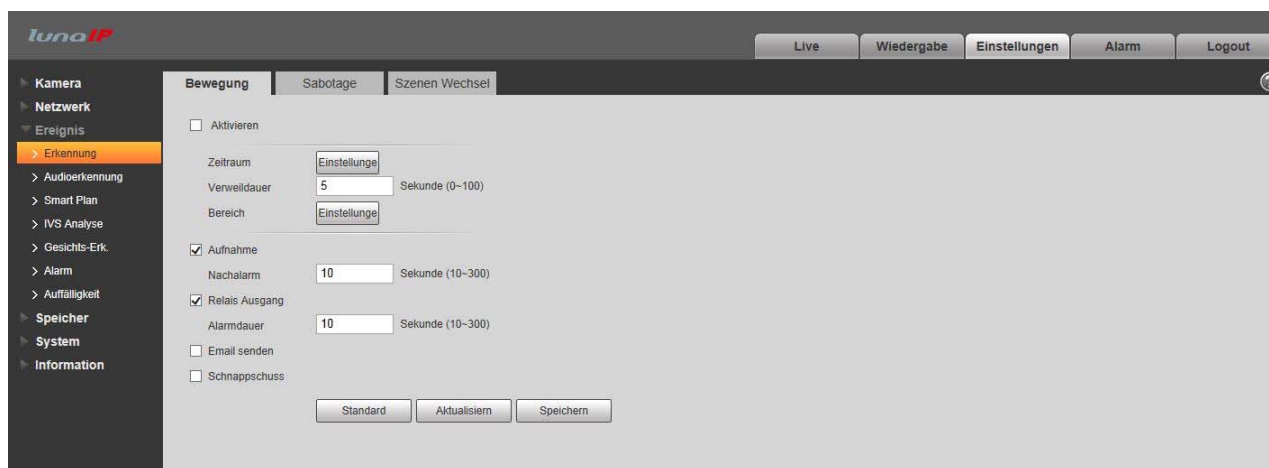 lunaIP
Live Wiedergabe Einstellungen Alarm Logout
Kamera
Netzwerk
Ereignis
Erkennung
Audioerkennung
Smart Plan
IVS Analyse
Gesichts-Erk.
Alarm
Auffälligkeit
Speicher
System
Information
Bewegung Sabotage Szenen Wechsel
Aktivieren
Zeitraum Einstellunge
Verweildauer 5 Sekunde (0~100)
Bereich Einstellunge
Aufnahme
Nachalarm 10 Sekunde (10~300)
Relais Ausgang
Alarmdauer 10 Sekunde (10~300)
Email senden
Schnappschuss
Standard Aktualisiern Speichern